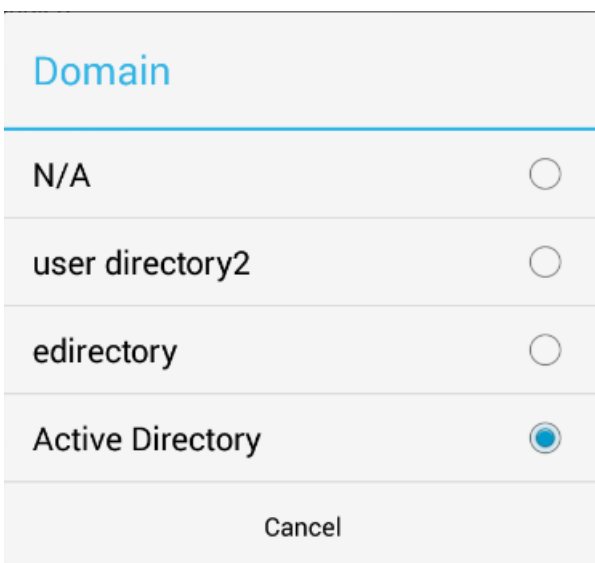 Domain
N/A
user directory2
edirectory
Active Directory
Cancel